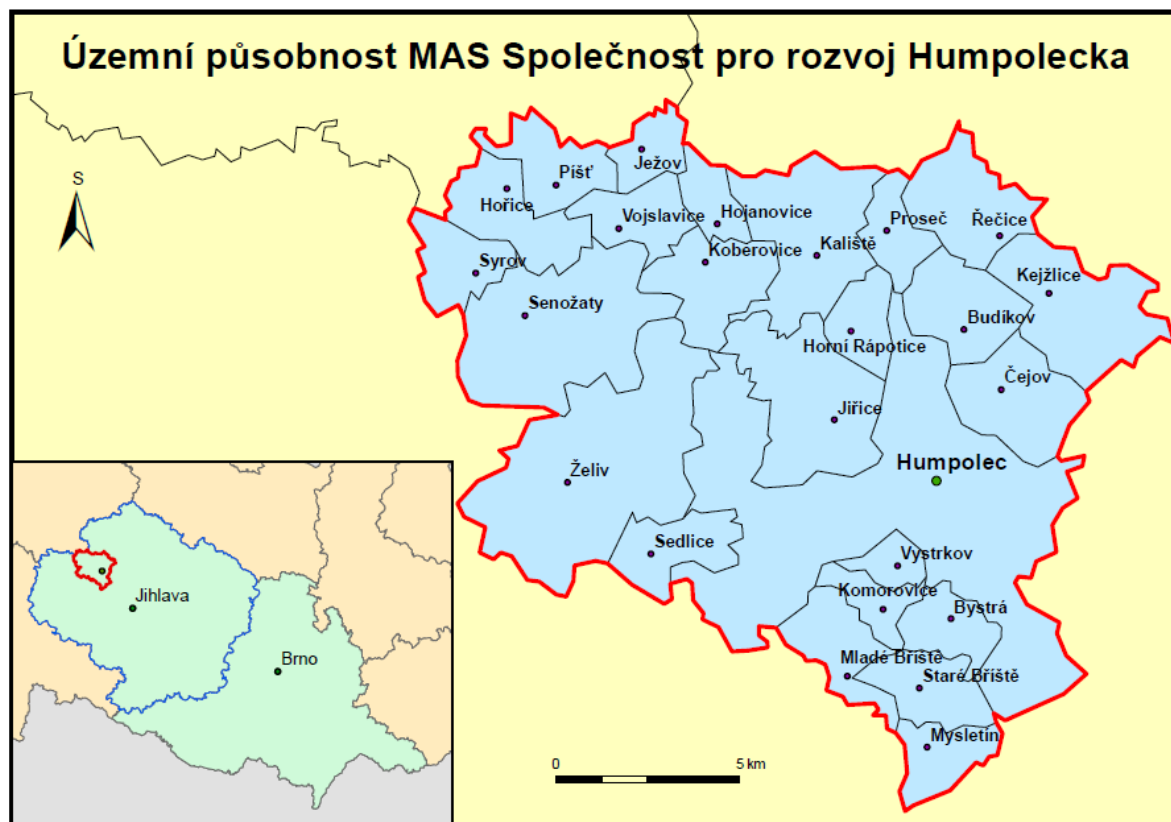 Územní působnost MAS Společnost pro rozvoj Humpolecka
S
Ježov
Píšť
Hořice
Vojslavice
Hojanovice
Proseč
Řečice
Koberovice
Kaliště
Syrov
Kejžlice
Senožaty
Budíkov
Horní Rápotice
Čejov
Jiřice
Humpolec
Želiv
Sedlice
Vystrkov
Komorovice
Bystrá
Mladé Bříště
Staré Bříště
Mysletín
Jihlava
Brno
0
5 km